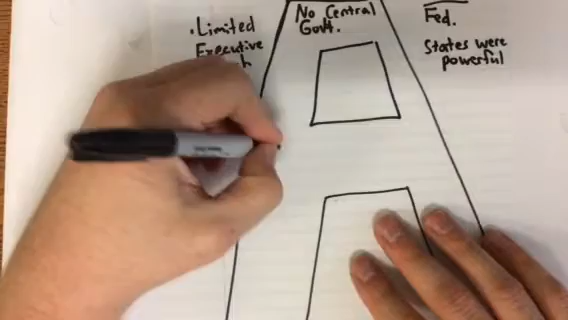 . Limited
Executive
No Central
Govt.
Fed.
States were
powerful